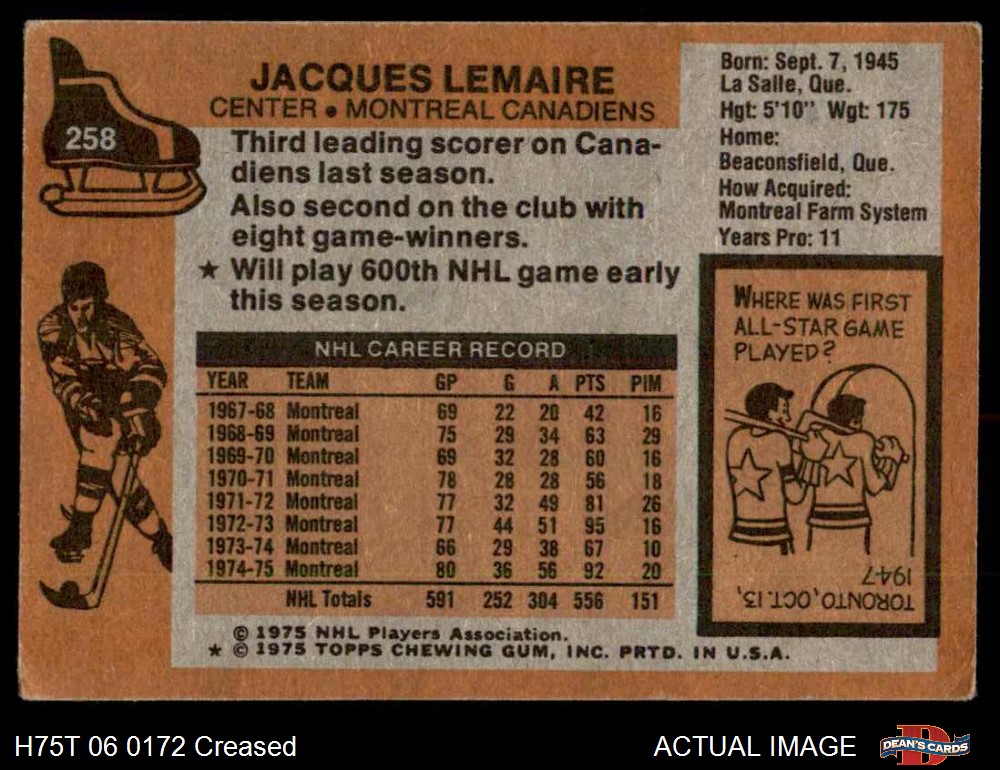 258
JACQUES LEMAIRE
CENTER • MONTREAL CANADIENS
Third leading scorer on Cana-
diens last season.
Also second on the club with
eight game-winners.
★ Will play 600th NHL game early
this season.
Born: Sept. 7, 1945
La Salle, Que.
Hgt: 5'10" Wgt: 175
Home:
Beaconsfield, Que.
How Acquired:
Montreal Farm System
Years Pro: 11
NHL CAREER RECORD
YEAR TEAM GP G A PTS PIM
1967-68 Montreal 69 22 20 42 16
1968-69 Montreal 75 29 34 63 29
1969-70 Montreal 69 32 28 60 16
1970-71 Montreal 78 28 28 56 18
1971-72 Montreal 77 32 49 81 26
1972-73 Montreal 77 44 51 95 16
1973-74 Montreal 66 29 38 67 10
1974-75 Montreal 80 36 56 92 20
NHL Totals 591 252 304 556 151
WHERE WAS FIRST
ALL-STAR GAME
PLAYED?
TORONTO, OCT. 13,
1947
© 1975 NHL Players Association.
★ © 1975 TOPPS CHEWING GUM, INC. PRTD. IN U.S.A.
H75T 06 0172 Creased
ACTUAL IMAGE
DEAN'S CARDS